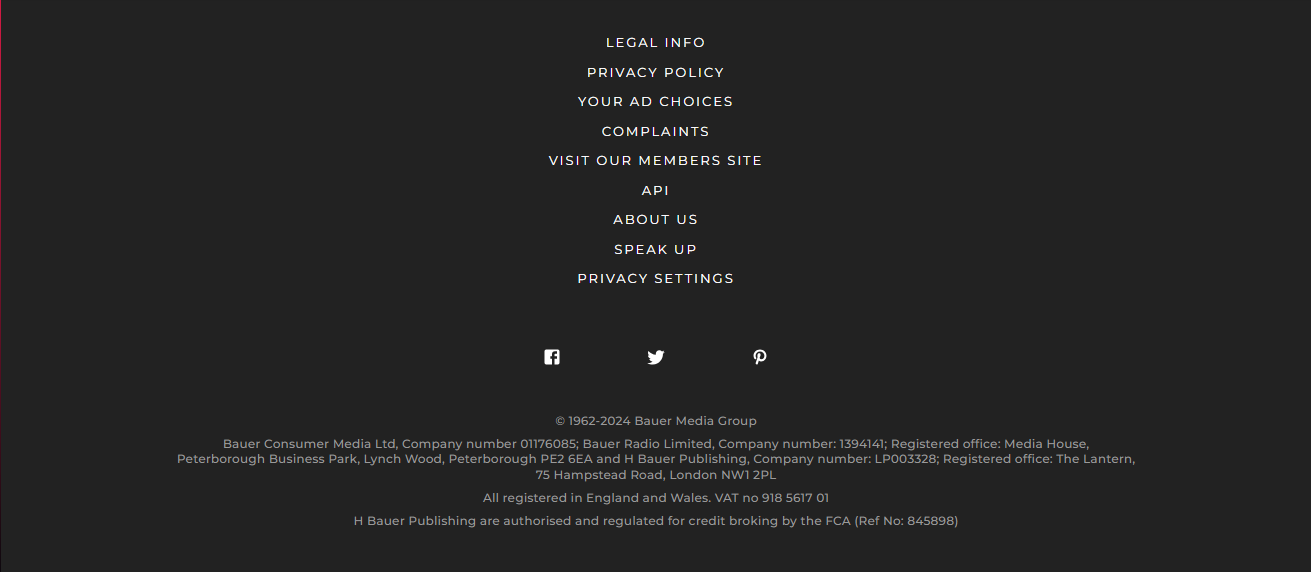 LEGAL INFO
PRIVACY POLICY
YOUR AD CHOICES
COMPLAINTS
VISIT OUR MEMBERS SITE
API
ABOUT US
SPEAK UP
PRIVACY SETTINGS
© 1962-2024 Bauer Media Group
Bauer Consumer Media Ltd, Company number 01176085; Bauer Radio Limited, Company number: 1394141; Registered office: Media House,
Peterborough Business Park, Lynch Wood, Peterborough PE2 6EA and H Bauer Publishing, Company number: LP003328; Registered office: The Lantern,
75 Hampstead Road, London NW1 2PL
All registered in England and Wales. VAT no 918 5617 01
H Bauer Publishing are authorised and regulated for credit broking by the FCA (Ref No: 845898)